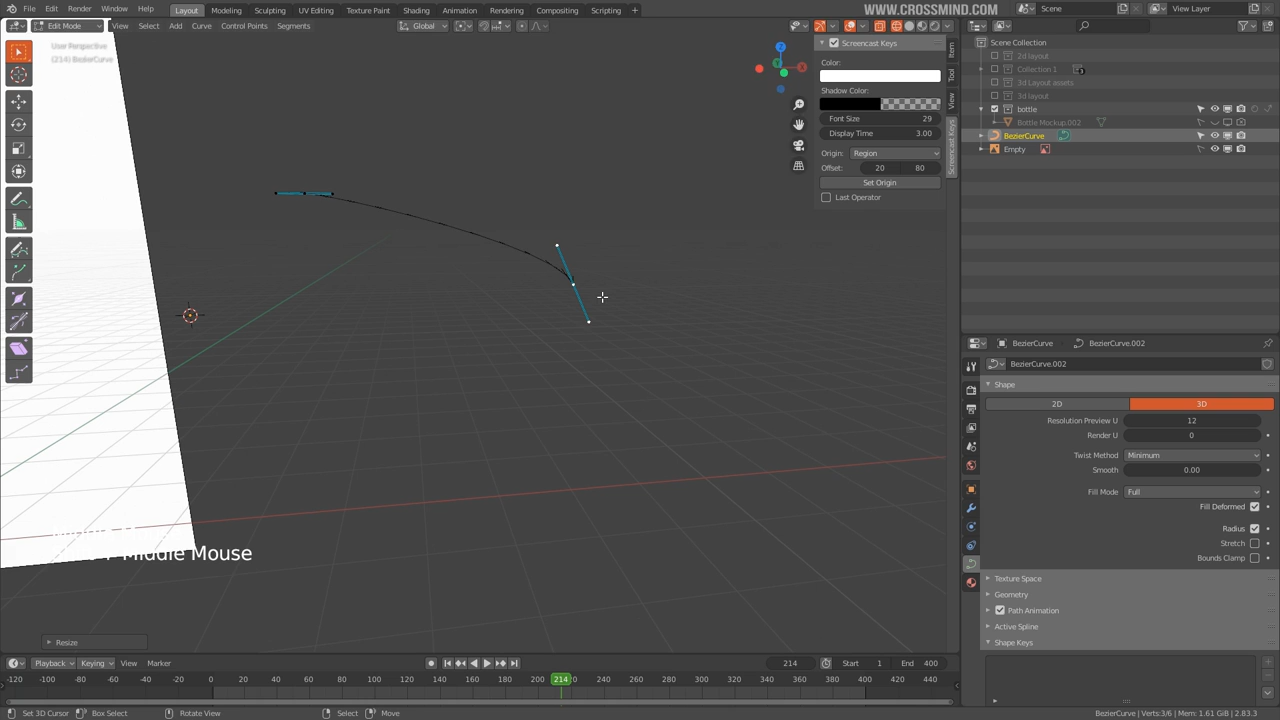 File Edit Render Window Help
Layout Modeling Sculpting UV Editing Texture Paint Shading Animation Rendering Compositing Scripting
WWW.CROSSMIND.COM
Scene View Layer
Edit Mode View Select Add Curve Control Points Segments
Global
User Perspective
(214) BezierCurve
Screencast Keys
Color:
Shadow Color:
Font Size 29
Display Time 3.00
Origin: Region
Offset: 20 80
Set Origin
Last Operator
Item
Tool
View
Screencast Keys
Scene Collection
2d layout
Collection 1
3d Layout assets
3d layout
bottle
Bottle Mockup.002
BezierCurve
Empty
BezierCurve BezierCurve.002
BezierCurve.002
Shape
2D 3D
Resolution Preview U 12
Render U 0
Twist Method Minimum
Smooth 0.00
Fill Mode Full
Fill Deformed
Radius
Stretch
Bounds Clamp
Texture Space
Geometry
Path Animation
Active Spline
Shape Keys
Middle Mouse
Resize
Playback Keying View Marker
214 Start 1 End 400
-120 -100 -80 -60 -40 -20 0 20 40 60 80 100 120 140 160 180 200 214 220 240 260 280 300 320 340 360 380 400 420 440
Set 3D Cursor Box Select Rotate View Select Move
BezierCurve | Verts:3/6 | Mem: 1.61 GiB | 2.83.3